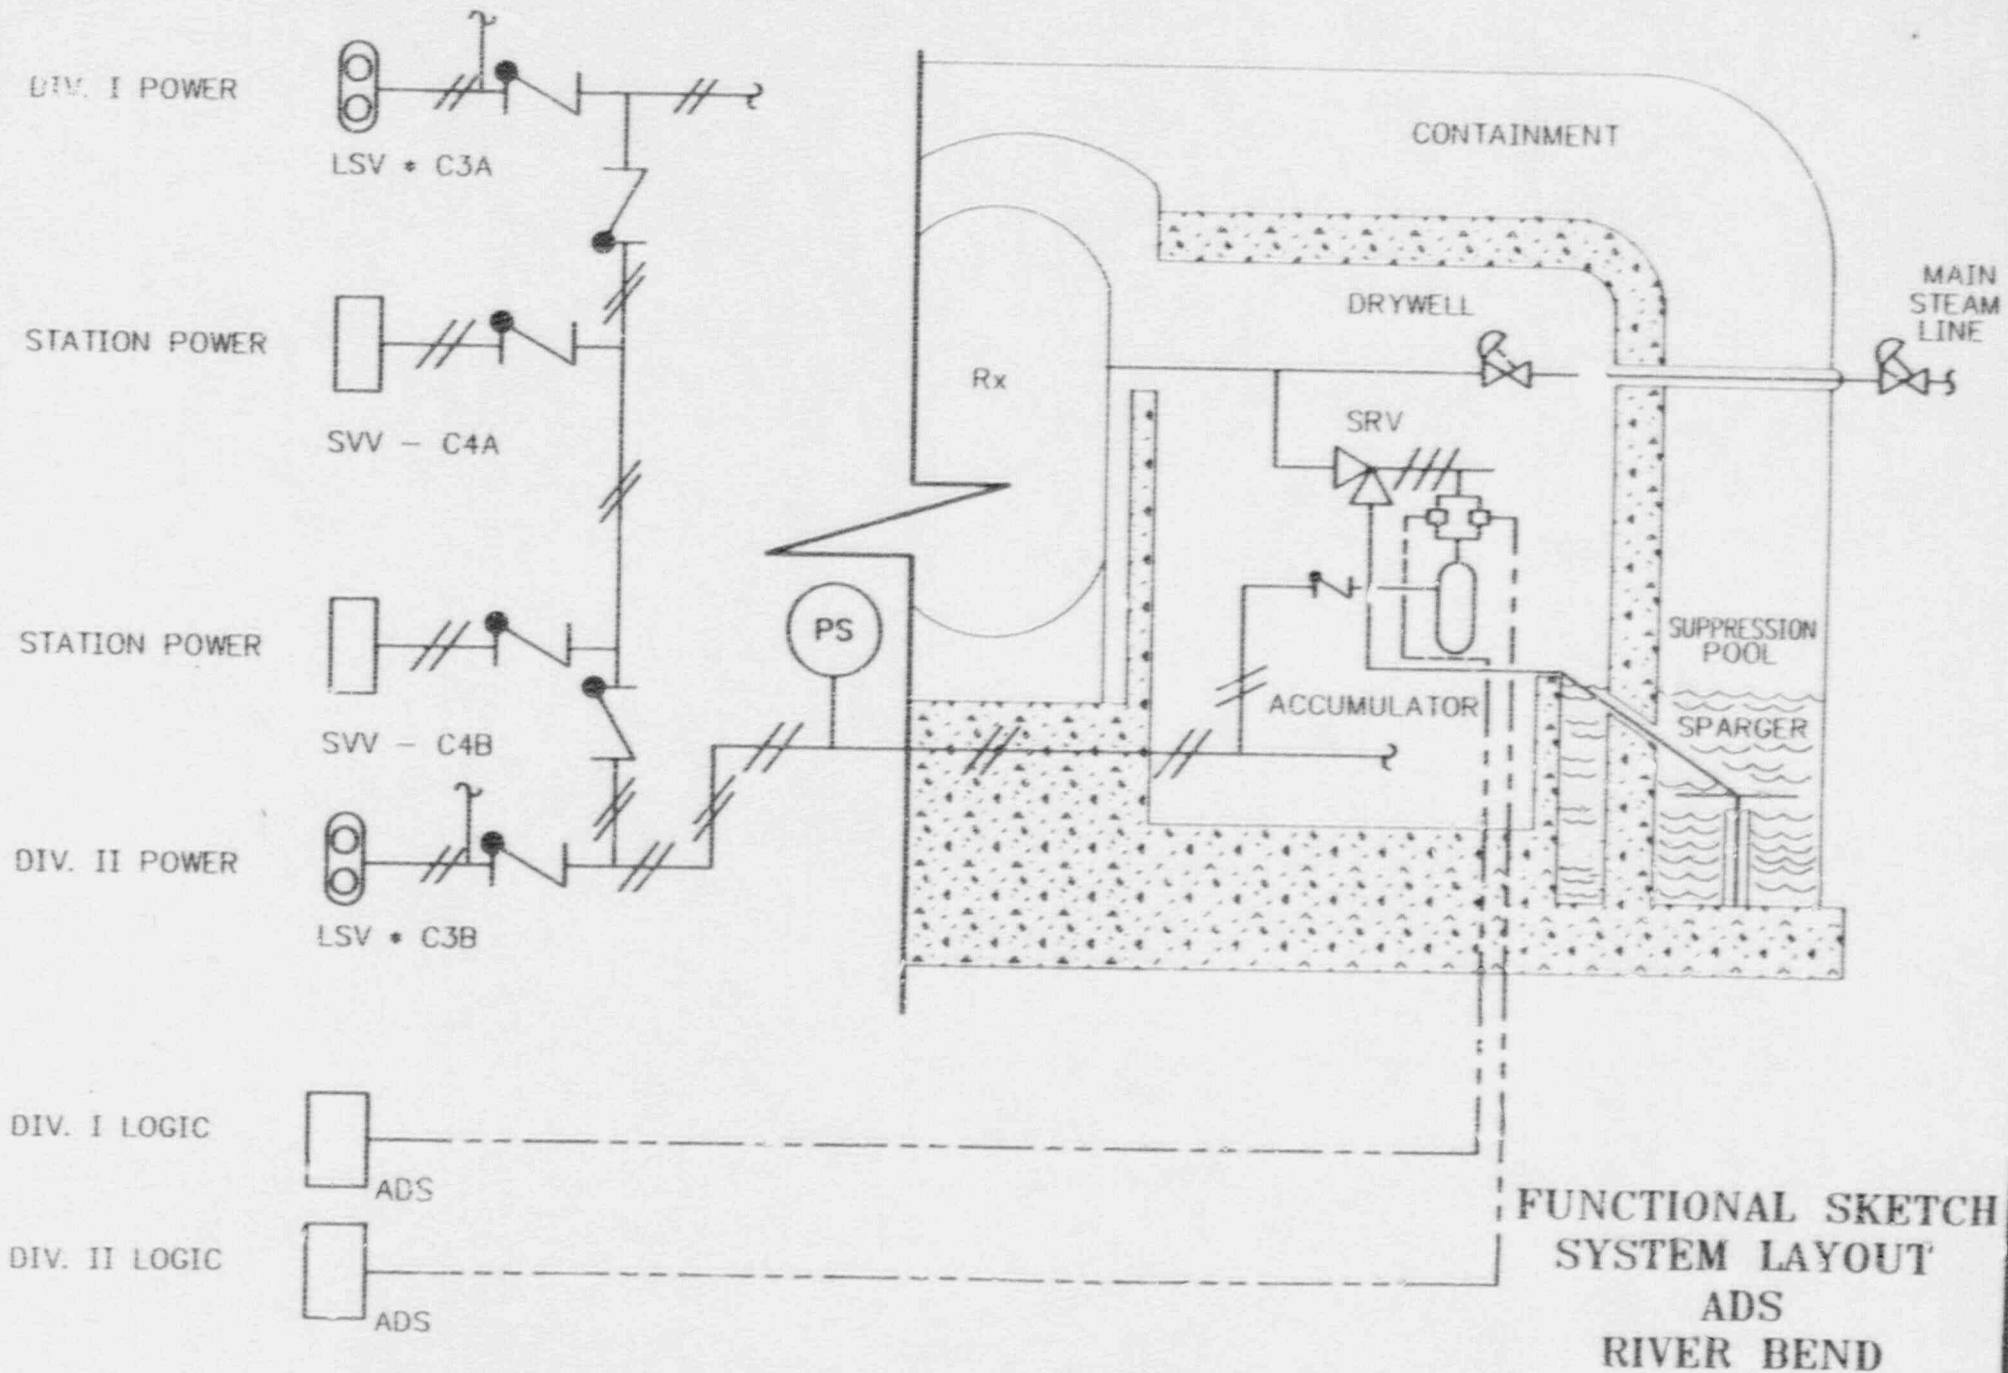 DIV. I POWER
LSV * C3A
STATION POWER
SVV - C4A
STATION POWER
SVV - C4B
DIV. II POWER
LSV * C3B
DIV. I LOGIC
ADS
DIV. II LOGIC
ADS
PS
CONTAINMENT
DRYWELL
MAIN
STEAM
LINE
Rx
SRV
SUPPRESSION
POOL
ACCUMULATOR
SPARGER
FUNCTIONAL SKETCH
SYSTEM LAYOUT
ADS
RIVER BEND